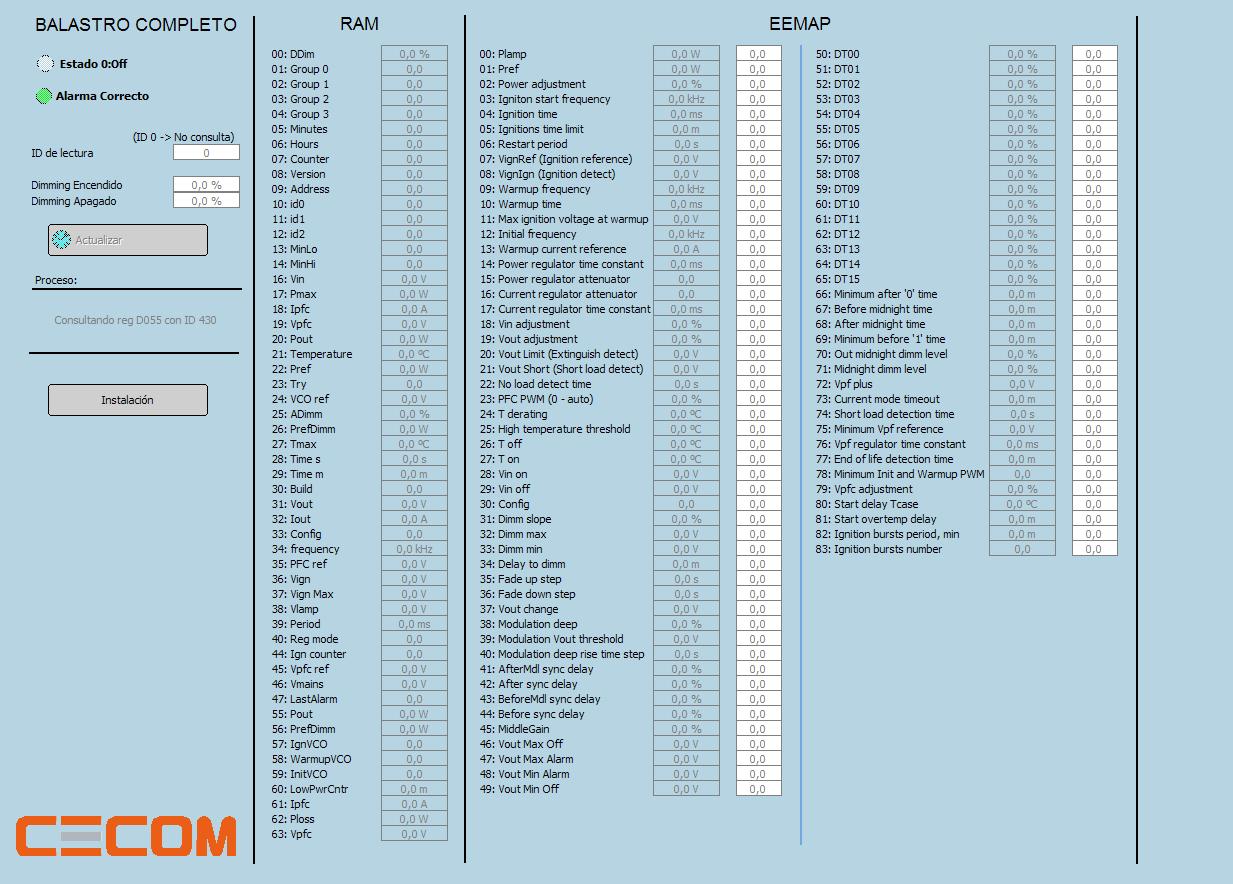 BALASTRO COMPLETO
Estado 0:Off
Alarma Correcto
(ID 0 -> No consulta)
ID de lectura 0
Dimming Encendido 0,0 %
Dimming Apagado 0,0 %
Actualizar
Proceso:
Consultando reg D055 con ID 430
Instalación
CECOM
RAM
00: DDim 0,0 %
01: Group 0 0,0
02: Group 1 0,0
03: Group 2 0,0
04: Group 3 0,0
05: Minutes 0,0
06: Hours 0,0
07: Counter 0,0
08: Version 0,0
09: Address 0,0
10: id0 0,0
11: id1 0,0
12: id2 0,0
13: MinLo 0,0
14: MinHi 0,0
16: Vin 0,0 V
17: Pmax 0,0 W
18: Ipfc 0,0 A
19: Vpfc 0,0 V
20: Pout 0,0 W
21: Temperature 0,0 ºC
22: Pref 0,0 W
23: Try 0,0
24: VCO ref 0,0 V
25: ADimm 0,0 %
26: PrefDimm 0,0 W
27: Tmax 0,0 ºC
28: Time s 0,0 s
29: Time m 0,0 m
30: Build 0,0
31: Vout 0,0 V
32: Iout 0,0 A
33: Config 0,0
34: frequency 0,0 kHz
35: PFC ref 0,0 V
36: Vign 0,0 V
37: Vign Max 0,0 V
38: Vlamp 0,0 V
39: Period 0,0 ms
40: Reg mode 0,0
44: Ign counter 0,0
45: Vpfc ref 0,0 V
46: Vmains 0,0 V
47: LastAlarm 0,0
55: Pout 0,0 W
56: PrefDimm 0,0 W
57: IgnVCO 0,0
58: WarmupVCO 0,0
59: InitVCO 0,0
60: LowPwrCntr 0,0 m
61: Ipfc 0,0 A
62: Ploss 0,0 W
63: Vpfc 0,0 V
EEMAP
00: Plamp 0,0 W 0,0
01: Pref 0,0 W 0,0
02: Power adjustment 0,0 % 0,0
03: Igniton start frequency 0,0 kHz 0,0
04: Ignition time 0,0 ms 0,0
05: Ignitions time limit 0,0 m 0,0
06: Restart period 0,0 s 0,0
07: VignRef (Ignition reference) 0,0 V 0,0
08: VignIgn (Ignition detect) 0,0 V 0,0
09: Warmup frequency 0,0 kHz 0,0
10: Warmup time 0,0 ms 0,0
11: Max ignition voltage at warmup 0,0 V 0,0
12: Initial frequency 0,0 kHz 0,0
13: Warmup current reference 0,0 A 0,0
14: Power regulator time constant 0,0 ms 0,0
15: Power regulator attenuator 0,0 0,0
16: Current regulator attenuator 0,0 0,0
17: Current regulator time constant 0,0 ms 0,0
18: Vin adjustment 0,0 % 0,0
19: Vout adjustment 0,0 % 0,0
20: Vout Limit (Extinguish detect) 0,0 V 0,0
21: Vout Short (Short load detect) 0,0 V 0,0
22: No load detect time 0,0 s 0,0
23: PFC PWM (0 - auto) 0,0 % 0,0
24: T derating 0,0 ºC 0,0
25: High temperature threshold 0,0 ºC 0,0
26: T off 0,0 ºC 0,0
27: T on 0,0 ºC 0,0
28: Vin on 0,0 V 0,0
29: Vin off 0,0 V 0,0
30: Config 0,0 0,0
31: Dimm slope 0,0 % 0,0
32: Dimm max 0,0 V 0,0
33: Dimm min 0,0 V 0,0
34: Delay to dimm 0,0 m 0,0
35: Fade up step 0,0 s 0,0
36: Fade down step 0,0 s 0,0
37: Vout change 0,0 V 0,0
38: Modulation deep 0,0 % 0,0
39: Modulation Vout threshold 0,0 V 0,0
40: Modulation deep rise time step 0,0 s 0,0
41: AfterMdl sync delay 0,0 % 0,0
42: After sync delay 0,0 % 0,0
43: BeforeMdl sync delay 0,0 % 0,0
44: Before sync delay 0,0 % 0,0
45: MiddleGain 0,0 % 0,0
46: Vout Max Off 0,0 V 0,0
47: Vout Max Alarm 0,0 V 0,0
48: Vout Min Alarm 0,0 V 0,0
49: Vout Min Off 0,0 V 0,0
50: DT00 0,0 % 0,0
51: DT01 0,0 % 0,0
52: DT02 0,0 % 0,0
53: DT03 0,0 % 0,0
54: DT04 0,0 % 0,0
55: DT05 0,0 % 0,0
56: DT06 0,0 % 0,0
57: DT07 0,0 % 0,0
58: DT08 0,0 % 0,0
59: DT09 0,0 % 0,0
60: DT10 0,0 % 0,0
61: DT11 0,0 % 0,0
62: DT12 0,0 % 0,0
63: DT13 0,0 % 0,0
64: DT14 0,0 % 0,0
65: DT15 0,0 % 0,0
66: Minimum after '0' time 0,0 m 0,0
67: Before midnight time 0,0 m 0,0
68: After midnight time 0,0 m 0,0
69: Minimum before '1' time 0,0 m 0,0
70: Out midnight dimm level 0,0 % 0,0
71: Midnight dimm level 0,0 % 0,0
72: Vpf plus 0,0 V 0,0
73: Current mode timeout 0,0 m 0,0
74: Short load detection time 0,0 s 0,0
75: Minimum Vpf reference 0,0 V 0,0
76: Vpf regulator time constant 0,0 ms 0,0
77: End of life detection time 0,0 m 0,0
78: Minimum Init and Warmup PWM 0,0 0,0
79: Vpfc adjustment 0,0 % 0,0
80: Start delay Tcase 0,0 ºC 0,0
81: Start overtemp delay 0,0 m 0,0
82: Ignition bursts period, min 0,0 m 0,0
83: Ignition bursts number 0,0 0,0